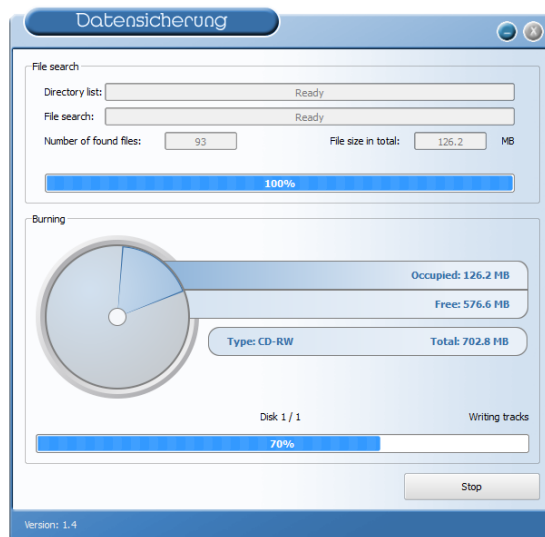 Datensicherung
File search
Directory list: Ready
File search: Ready
Number of found files: 93 File size in total: 126.2 MB
100%
Burning
Occupied: 126.2 MB
Free: 576.6 MB
Type: CD-RW Total: 702.8 MB
Disk 1 / 1 Writing tracks
70%
Stop
Version: 1.4